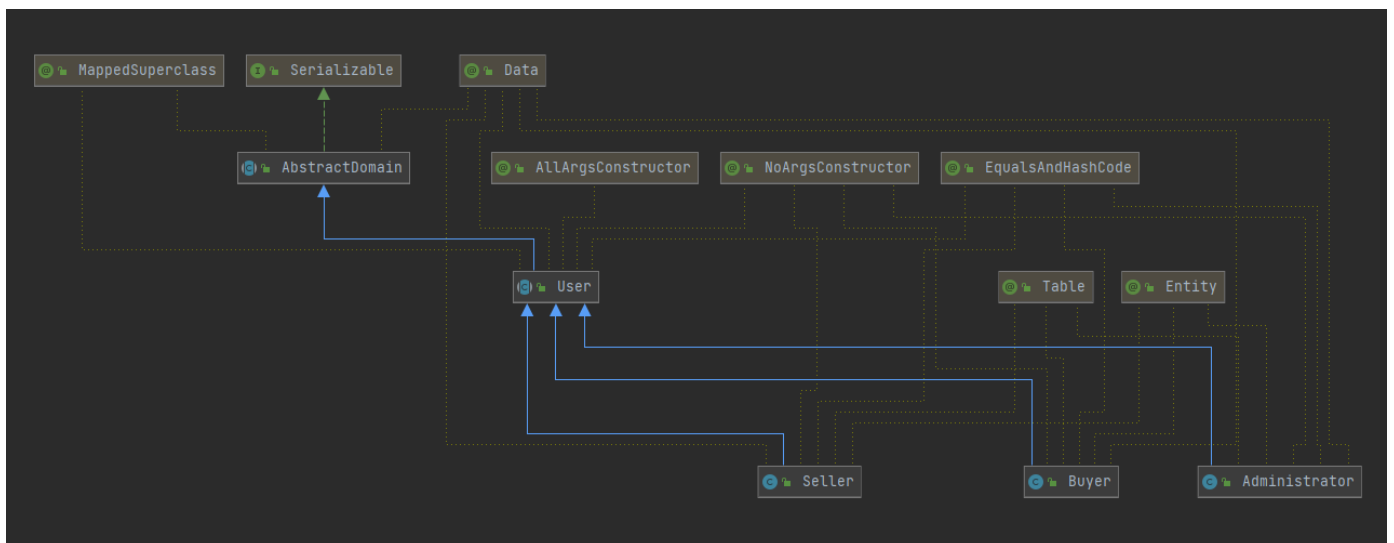 MappedSuperclass
Serializable
Data
AbstractDomain
AllArgsConstructor
NoArgsConstructor
EqualsAndHashCode
User
Table
Entity
Seller
Buyer
Administrator